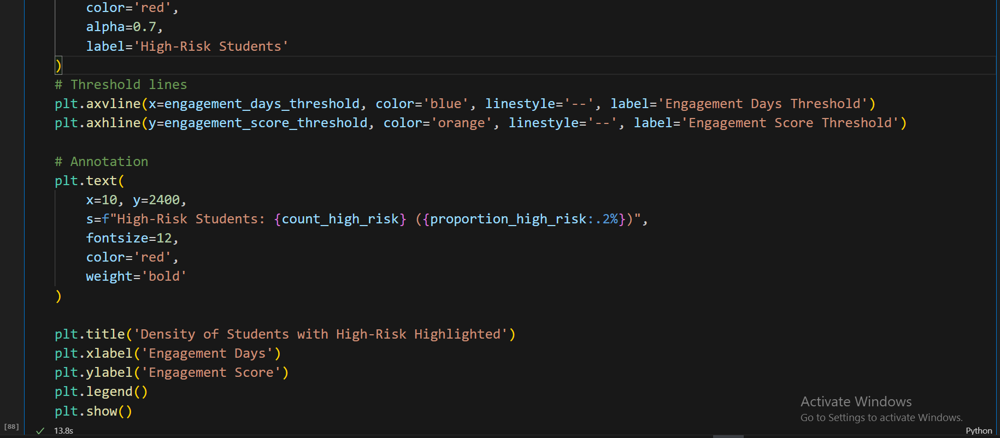 color='red',
    alpha=0.7,
    label='High-Risk Students'
)
# Threshold lines
plt.axvline(x=engagement_days_threshold, color='blue', linestyle='--', label='Engagement Days Threshold')
plt.axhline(y=engagement_score_threshold, color='orange', linestyle='--', label='Engagement Score Threshold')

# Annotation
plt.text(
    x=10, y=2400,
    s=f"High-Risk Students: {count_high_risk} ({proportion_high_risk:.2%})",
    fontsize=12,
    color='red',
    weight='bold'
)

plt.title('Density of Students with High-Risk Highlighted')
plt.xlabel('Engagement Days')
plt.ylabel('Engagement Score')
plt.legend()
plt.show()
Activate Windows
Go to Settings to activate Windows.
[88]
13.8s
Python